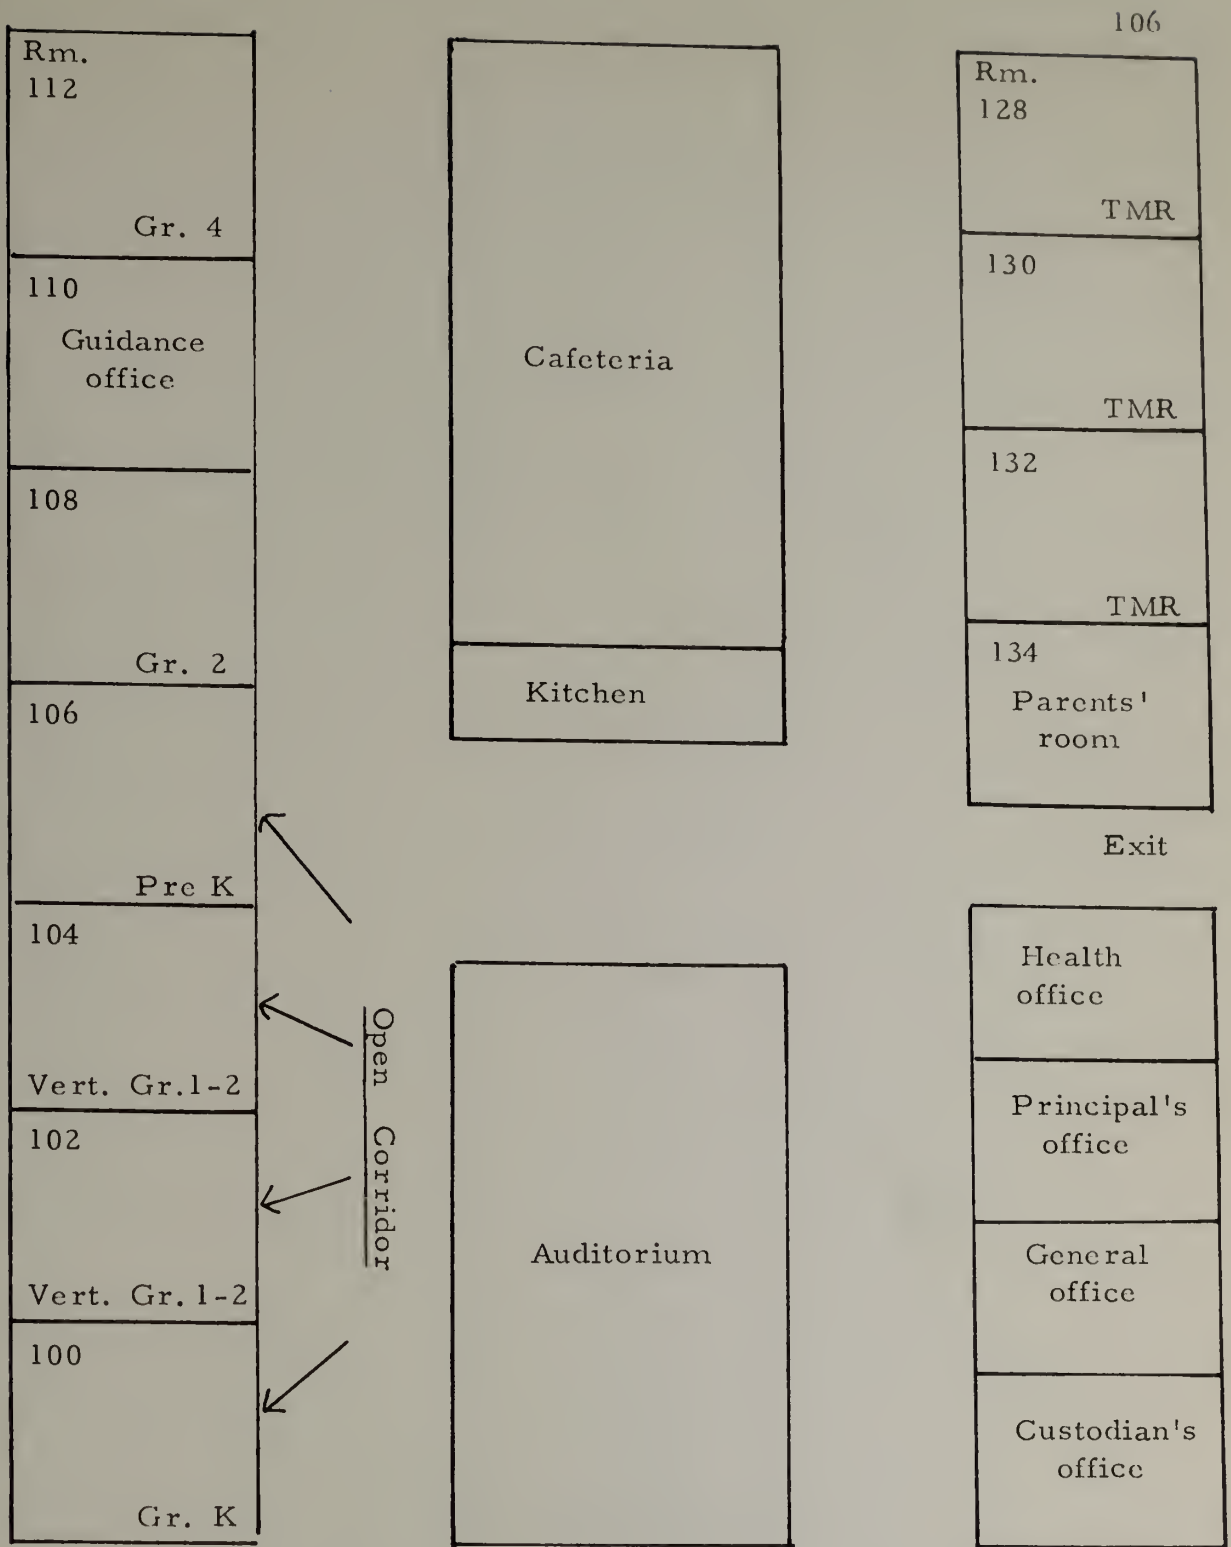 106
Rm.
112
Gr. 4
110
Guidance
office
108
Gr. 2
106
Pre K
104
Vert. Gr.1-2
102
Vert. Gr. 1-2
100
Gr. K
Open Corridor
Cafeteria
Kitchen
Auditorium
Rm.
128
TMR
130
TMR
132
TMR
134
Parents'
room
Exit
Health
office
Principal's
office
General
office
Custodian's
office